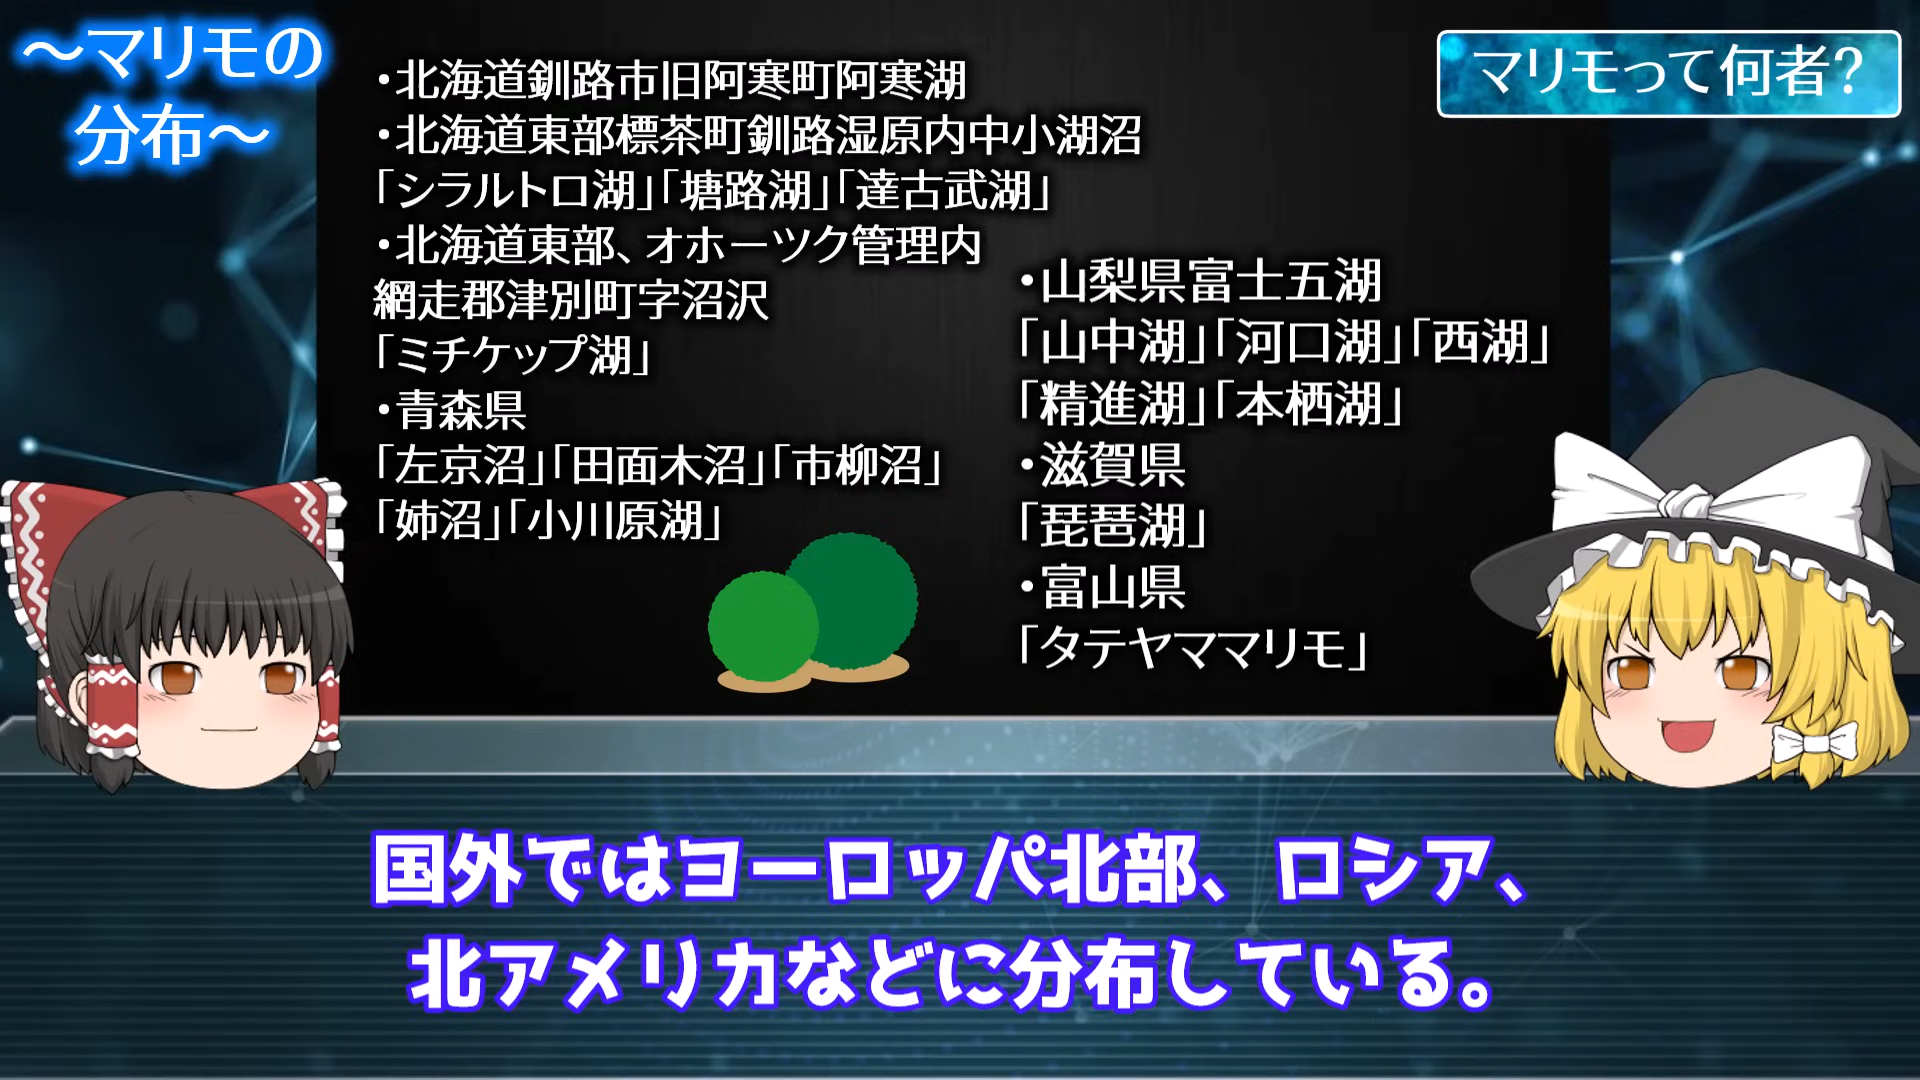 ～マリモの
分布～
マリモって何者？
・北海道釧路市旧阿寒町阿寒湖
・北海道東部標茶町釧路湿原内中小湖沼
「シラルトロ湖」「塘路湖」「達古武湖」
・北海道東部、オホーツク管理内
網走郡津別町字沼沢
「ミチケップ湖」
・青森県
「左京沼」「田面木沼」「市柳沼」
「姉沼」「小川原湖」
・山梨県富士五湖
「山中湖」「河口湖」「西湖」
「精進湖」「本栖湖」
・滋賀県
「琵琶湖」
・富山県
「タテヤママリモ」
国外ではヨーロッパ北部、ロシア、
北アメリカなどに分布している。